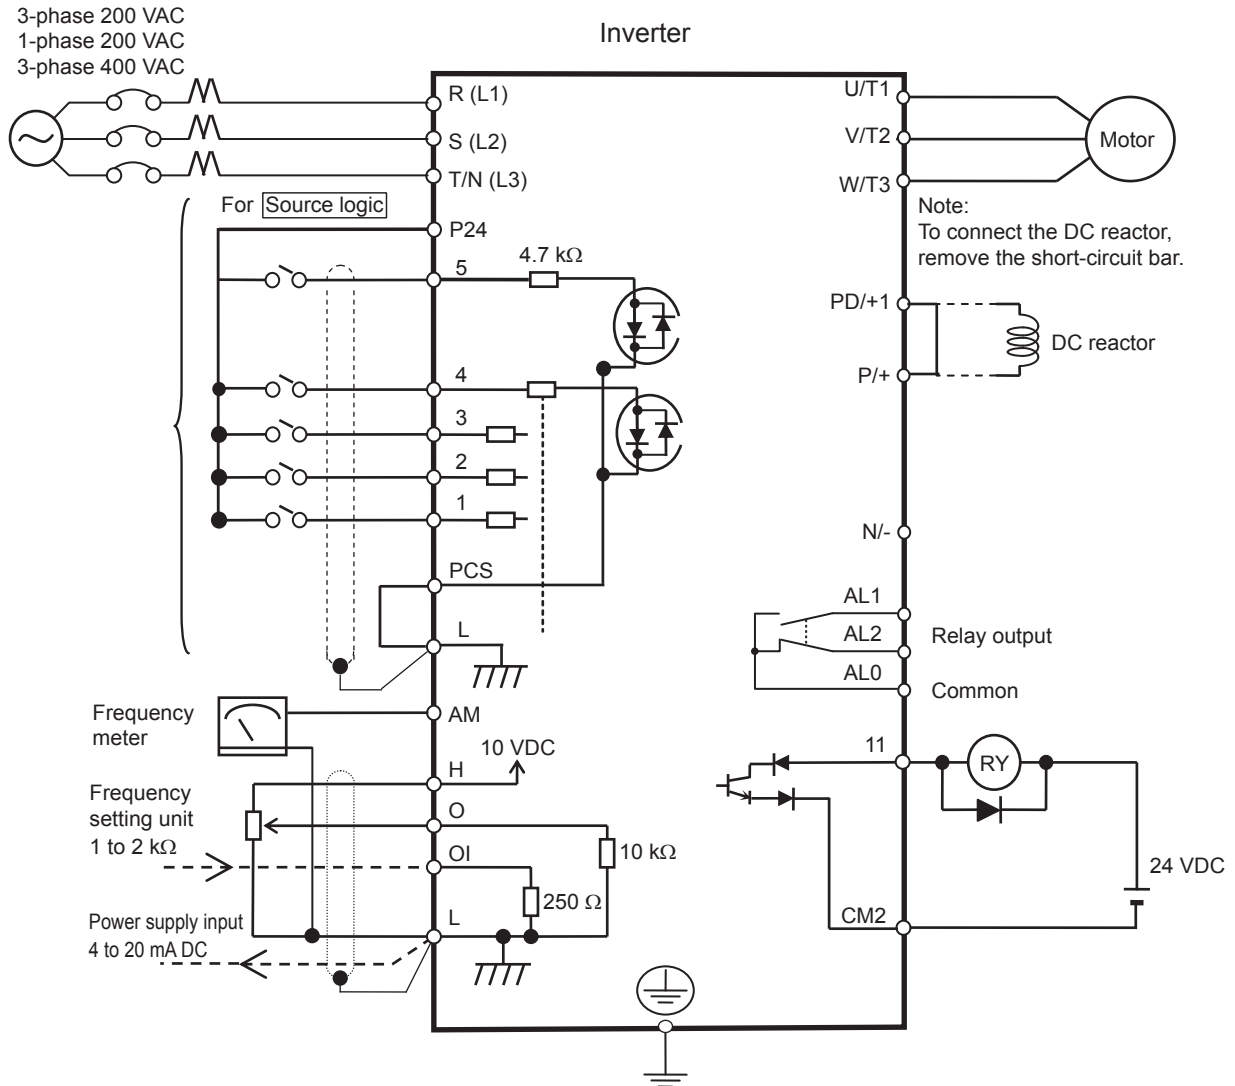 3-phase 200 VAC
1-phase 200 VAC
3-phase 400 VAC
Inverter
R (L1)
S (L2)
T/N (L3)
U/T1
V/T2
W/T3
Motor
For Source logic
P24
5
4.7 kΩ
4
3
2
1
PCS
L
Note:
To connect the DC reactor,
remove the short-circuit bar.
PD/+1
P/+
DC reactor
N/-
AL1
AL2
AL0
Relay output
Common
Frequency
meter
AM
H
10 VDC
Frequency
setting unit
1 to 2 kΩ
O
OI
10 kΩ
250 Ω
L
Power supply input
4 to 20 mA DC
11
RY
24 VDC
CM2